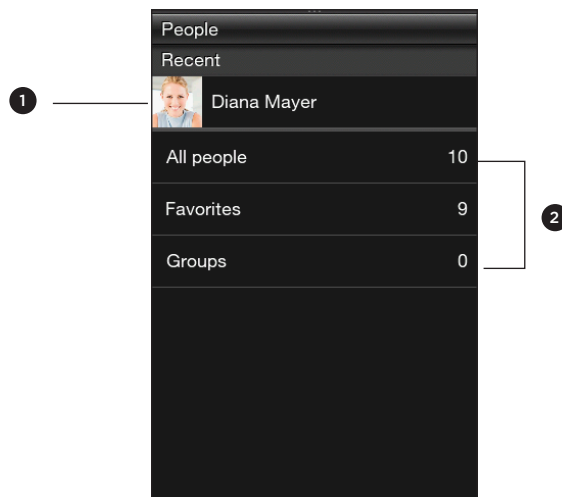 People
Recent
1
Diana Mayer
All people 10
Favorites 9
2
Groups 0